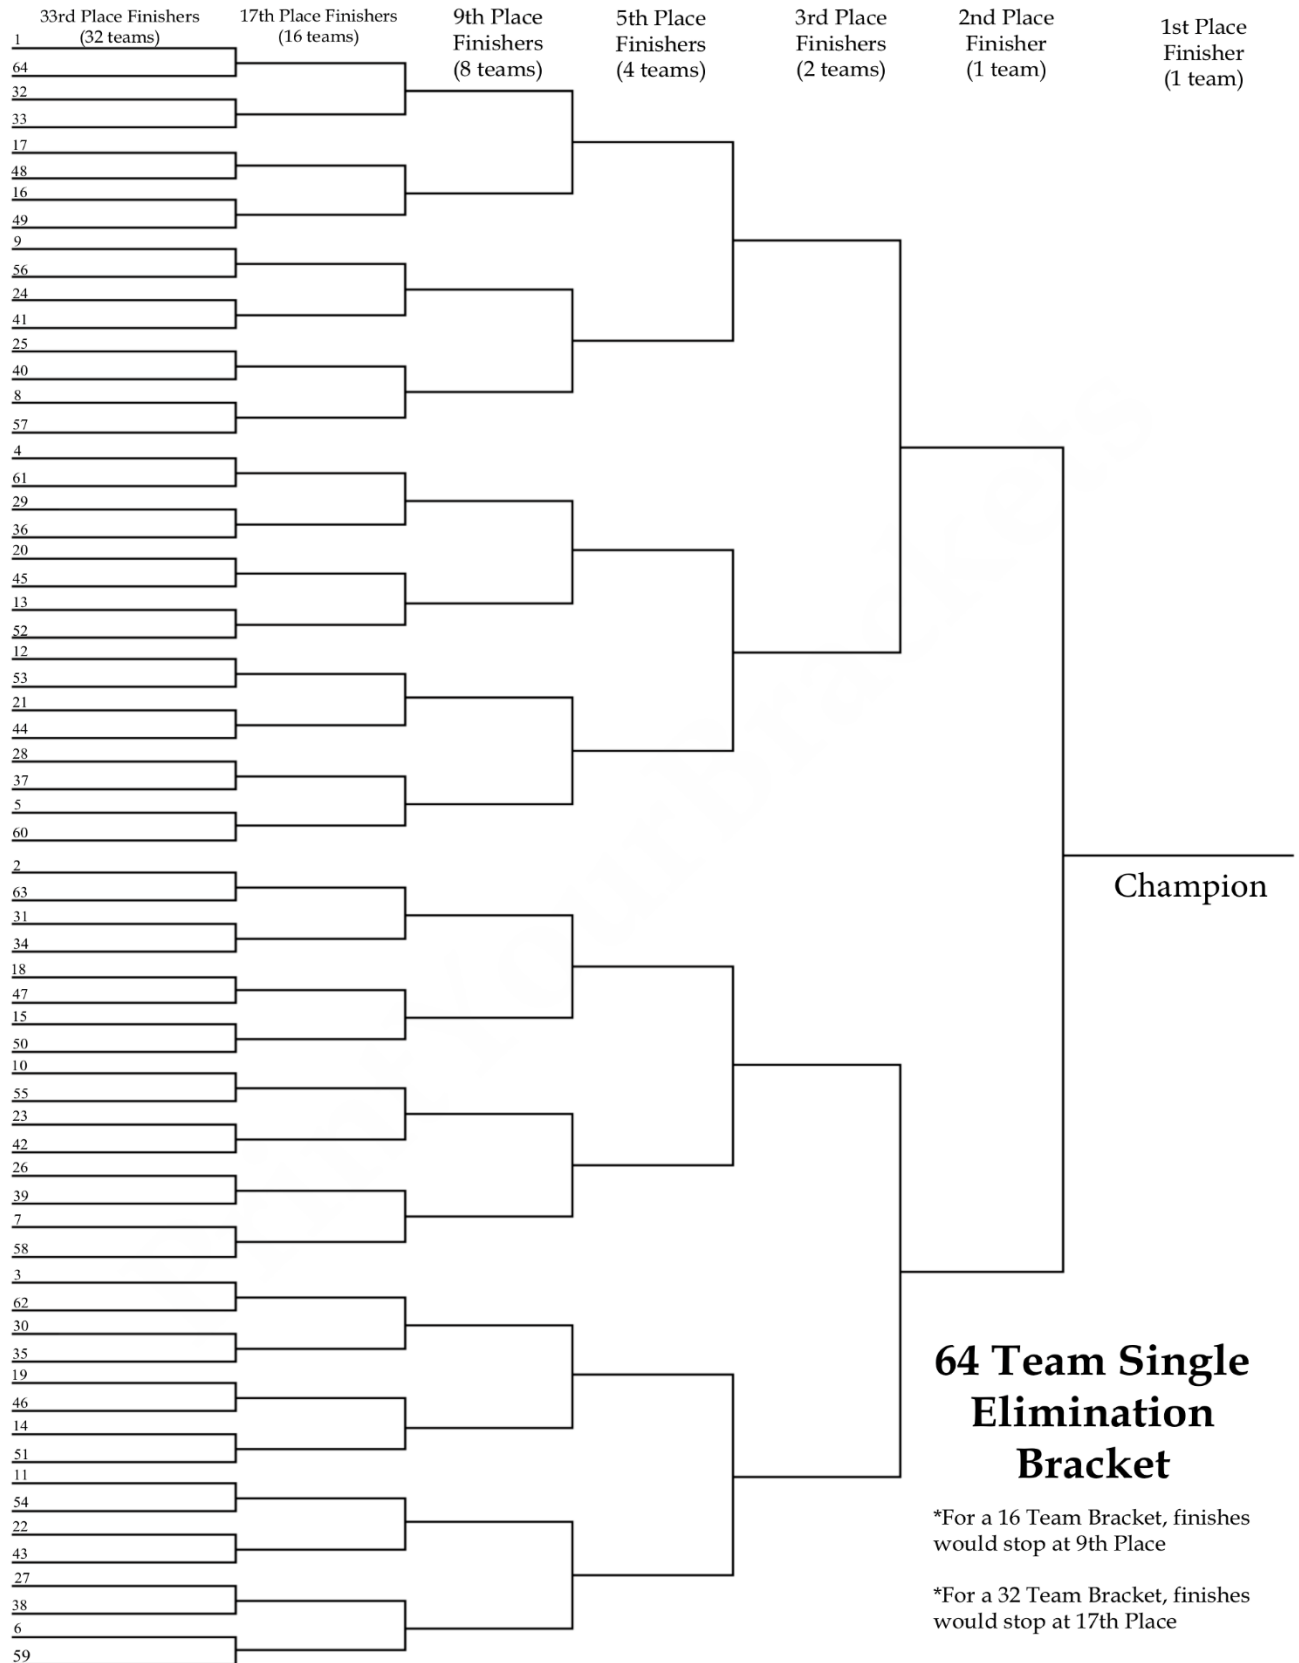 33rd Place Finishers
(32 teams)
17th Place Finishers
(16 teams)
9th Place
Finishers
(8 teams)
5th Place
Finishers
(4 teams)
3rd Place
Finishers
(2 teams)
2nd Place
Finisher
(1 team)
1st Place
Finisher
(1 team)
1
64
32
33
17
48
16
49
9
56
24
41
25
40
8
57
4
61
29
36
20
45
13
52
12
53
21
44
28
37
5
60
2
63
31
34
18
47
15
50
10
55
23
42
26
39
7
58
3
62
30
35
19
46
14
51
11
54
22
43
27
38
6
59
Champion
64 Team Single
Elimination
Bracket
*For a 16 Team Bracket, finishes
would stop at 9th Place
*For a 32 Team Bracket, finishes
would stop at 17th Place